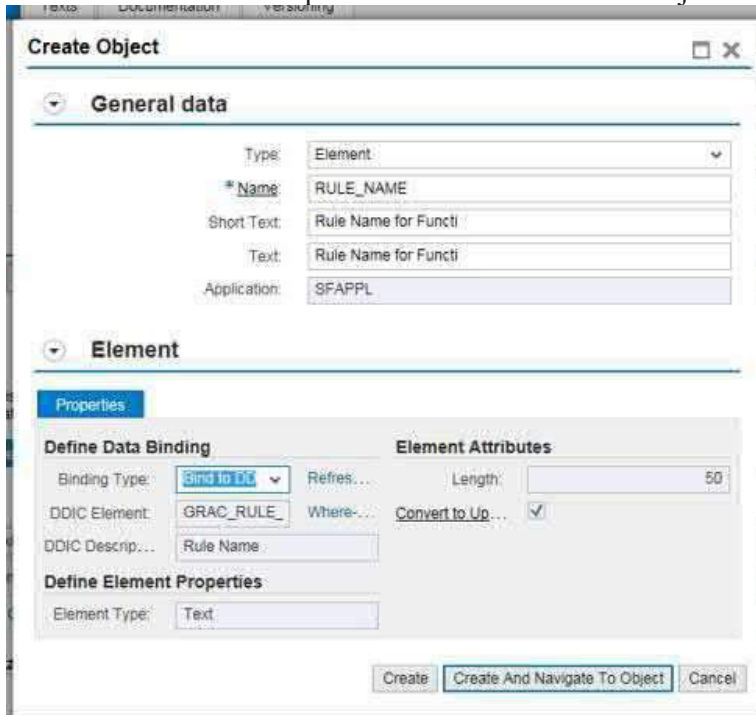 Texts Documentation Versioning
Create Object
General data
Type: Element
* Name: RULE_NAME
Short Text: Rule Name for Functi
Text: Rule Name for Functi
Application: SFAPPL
Element
Properties
Define Data Binding Element Attributes
Binding Type: Bind to DD Refres... Length: 50
DDIC Element: GRAC_RULE_ Where-... Convert to Up...
DDIC Descrip... Rule Name
Define Element Properties
Element Type: Text
Create Create And Navigate To Object Cancel